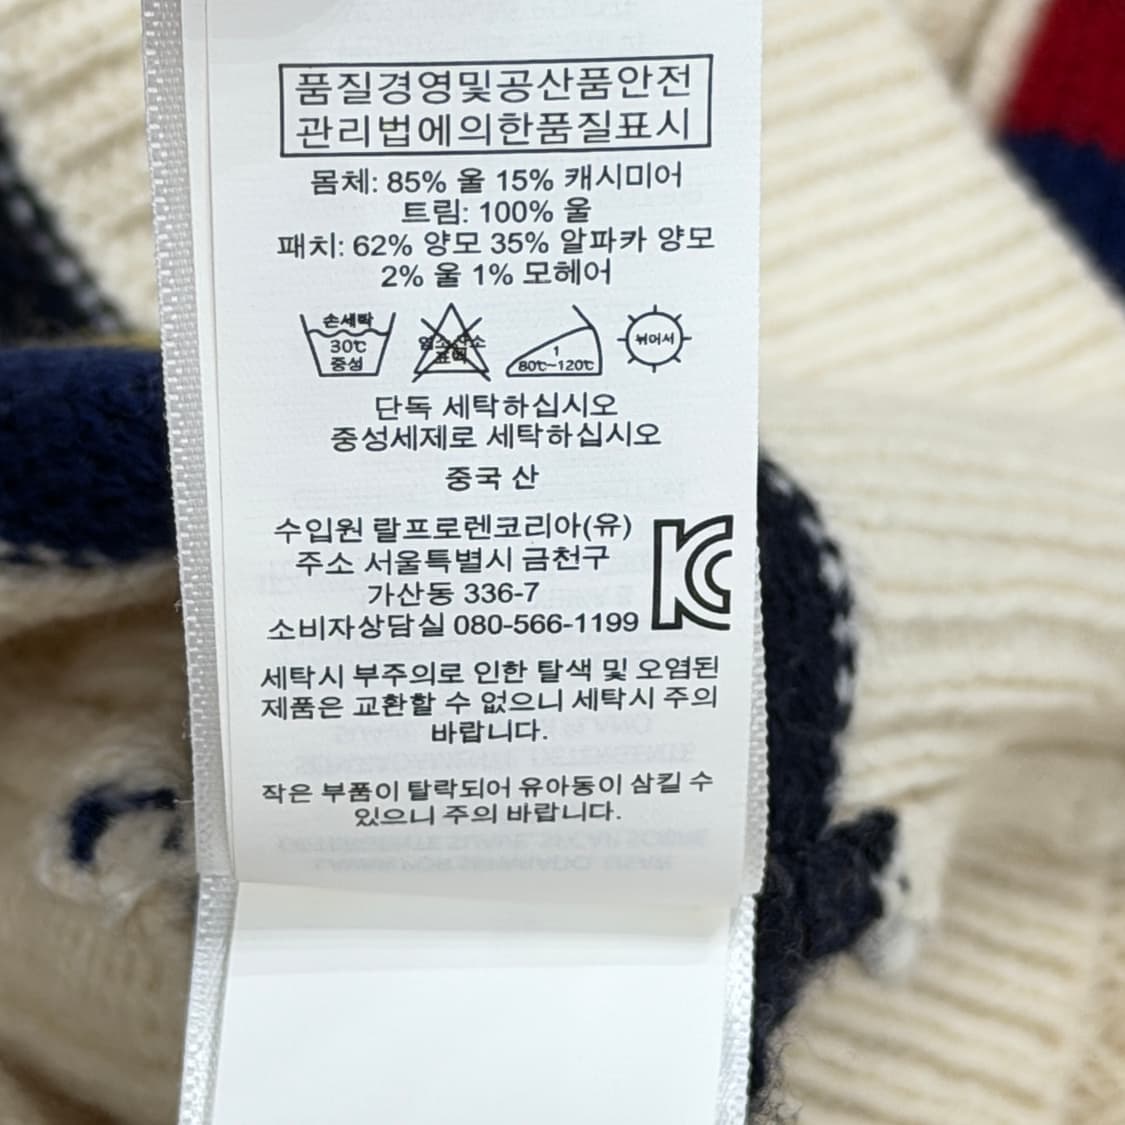 품질경영및공산품안전
관리법에의한품질표시
몸체: 85% 울 15% 캐시미어
트림: 100% 울
패치: 62% 양모 35% 알파카 양모
2% 울 1% 모헤어
손세탁
30℃
중성
염소산소
표백
1
80℃~120℃
뉘어서
단독 세탁하십시오
중성세제로 세탁하십시오
중국 산
수입원 랄프로렌코리아(유)
주소 서울특별시 금천구
가산동 336-7
소비자상담실 080-566-1199
KC
세탁시 부주의로 인한 탈색 및 오염된
제품은 교환할 수 없으니 세탁시 주의
바랍니다.
작은 부품이 탈락되어 유아동이 삼킬 수
있으니 주의 바랍니다.